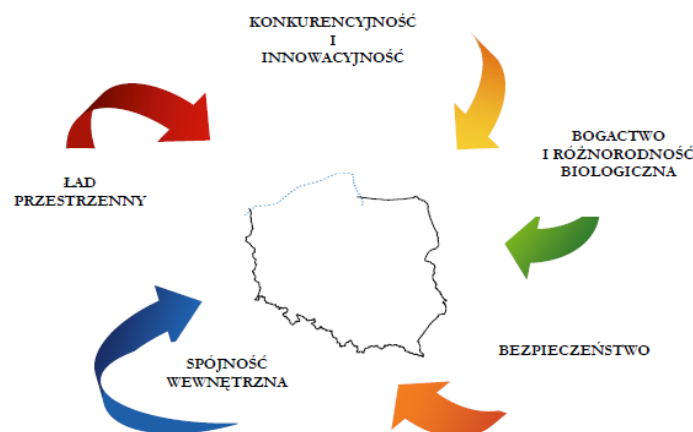 KONKURENCYJNOŚĆ
I
INNOWACYJNOŚĆ
BOGACTWO
I RÓŻNORODNOŚĆ
BIOLOGICZNA
ŁAD
PRZESTRZENNY
BEZPIECZEŃSTWO
SPÓJNOŚĆ
WEWNĘTRZNA